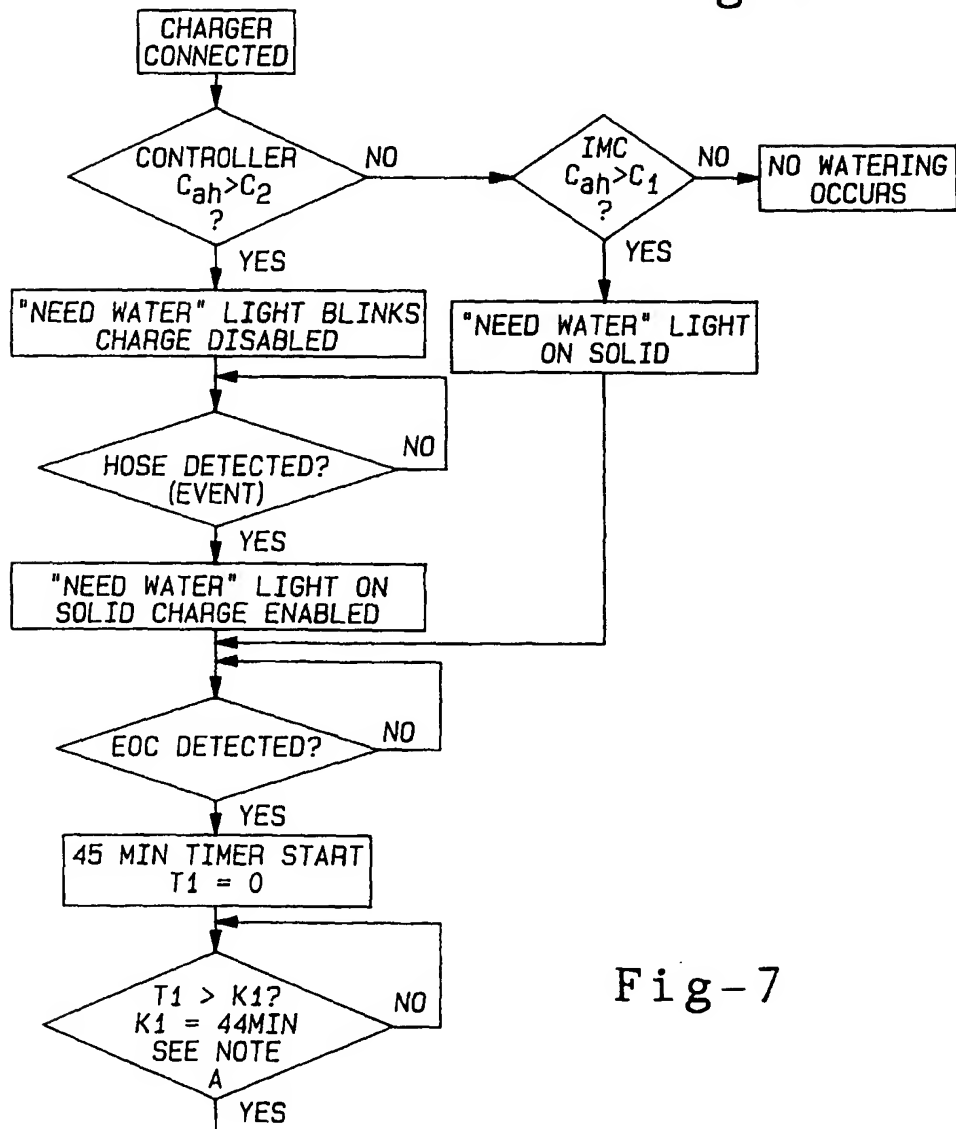 g
CHARGER
CONNECTED
CONTROLLER
Cah>C2
?
NO
IMC
Cah>C1
?
NO
NO WATERING
OCCURS
YES
YES
"NEED WATER" LIGHT BLINKS
CHARGE DISABLED
"NEED WATER" LIGHT
ON SOLID
HOSE DETECTED?
(EVENT)
NO
YES
"NEED WATER" LIGHT ON
SOLID CHARGE ENABLED
EOC DETECTED?
NO
YES
45 MIN TIMER START
T1 = 0
T1 > K1?
K1 = 44MIN
SEE NOTE
A
NO
YES
Fig-7